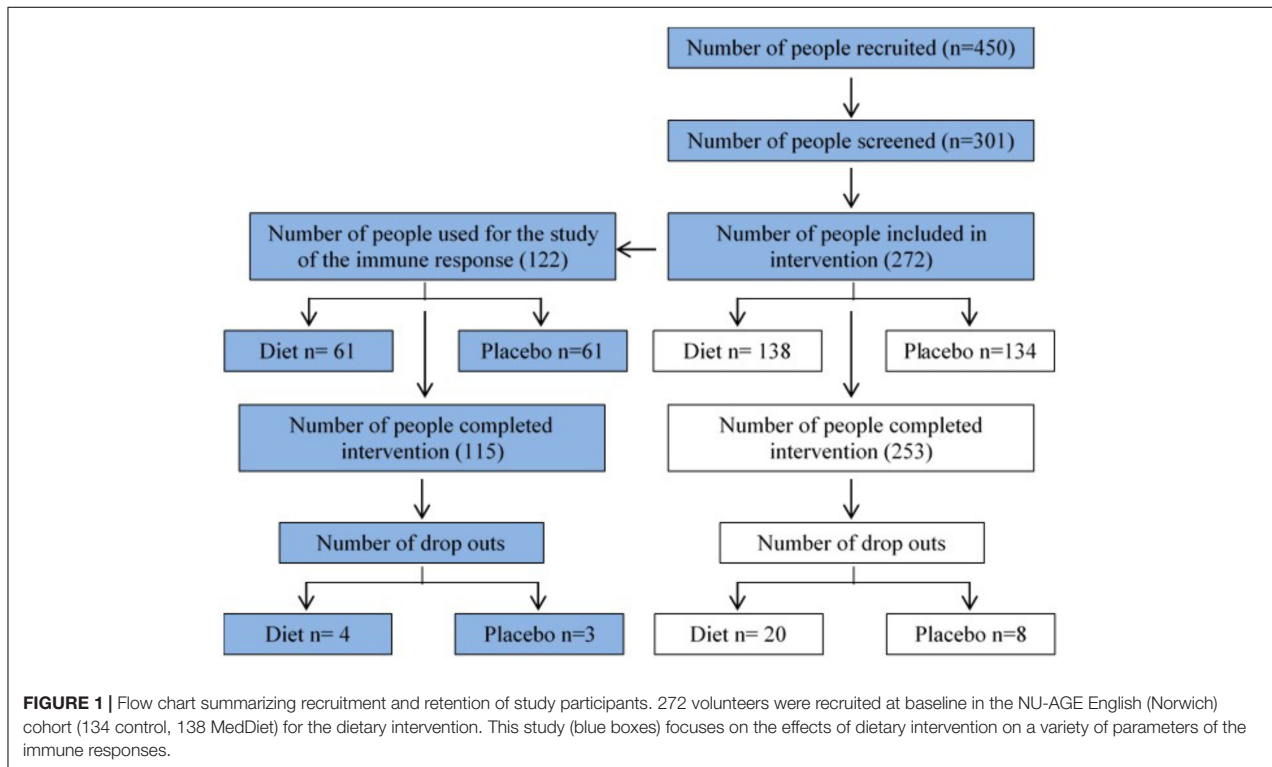 Number of people recruited (n=450)
Number of people screened (n=301)
Number of people used for the study
of the immune response (122)
Number of people included in
intervention (272)
Diet n= 61
Placebo n=61
Diet n= 138
Placebo n=134
Number of people completed
intervention (115)
Number of people completed
intervention (253)
Number of drop outs
Number of drop outs
Diet n= 4
Placebo n=3
Diet n= 20
Placebo n=8
FIGURE 1 | Flow chart summarizing recruitment and retention of study participants. 272 volunteers were recruited at baseline in the NU-AGE English (Norwich)
cohort (134 control, 138 MedDiet) for the dietary intervention. This study (blue boxes) focuses on the effects of dietary intervention on a variety of parameters of the
immune responses.